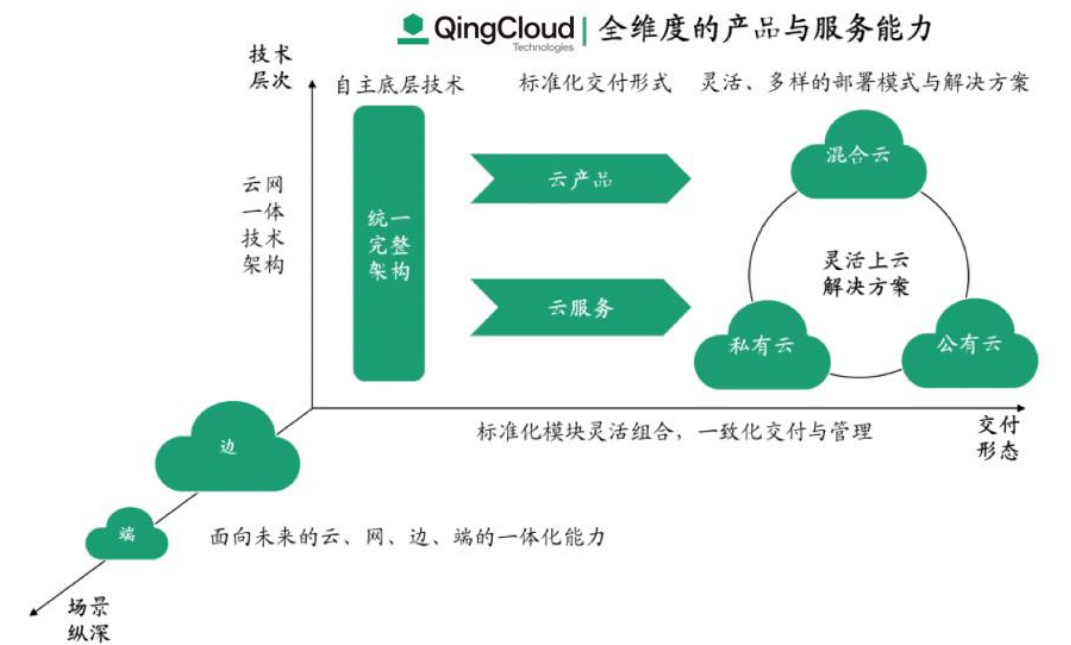 QingCloud
Technologies
全维度的产品与服务能力
技术
层次
自主底层技术
标准化交付形式
灵活、多样的部署模式与解决方案
云网
一体
技术
架构
统一
完整
架构
云产品
云服务
混合云
灵活上云
解决方案
私有云
公有云
标准化模块灵活组合，一致化交付与管理
交付
形态
边
端
面向未来的云、网、边、端的一体化能力
场景
纵深